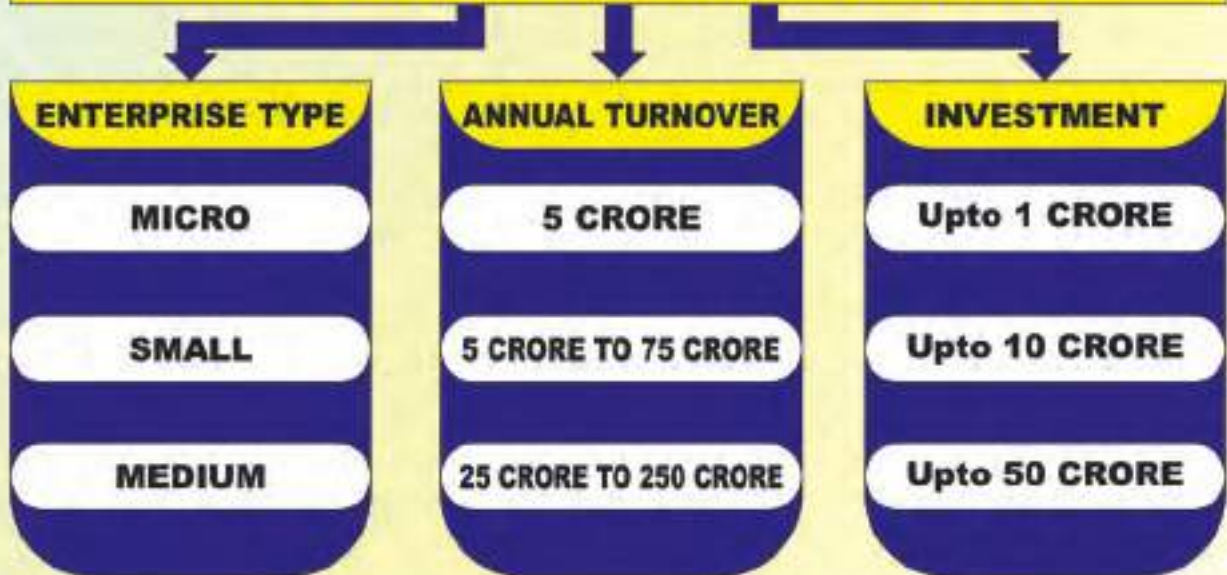 ENTERPRISE TYPE
ANNUAL TURNOVER
INVESTMENT
MICRO
5 CRORE
Upto 1 CRORE
SMALL
5 CRORE TO 75 CRORE
Upto 10 CRORE
MEDIUM
25 CRORE TO 250 CRORE
Upto 50 CRORE